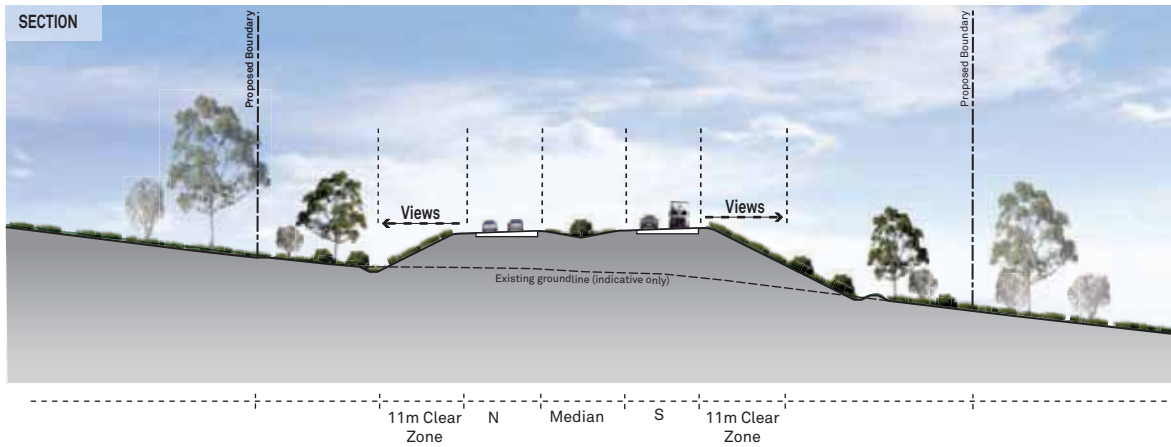 SECTION
Proposed Boundary
Proposed Boundary
Views
Views
Existing groundline (indicative only)
11m Clear
Zone
N
Median
S
11m Clear
Zone